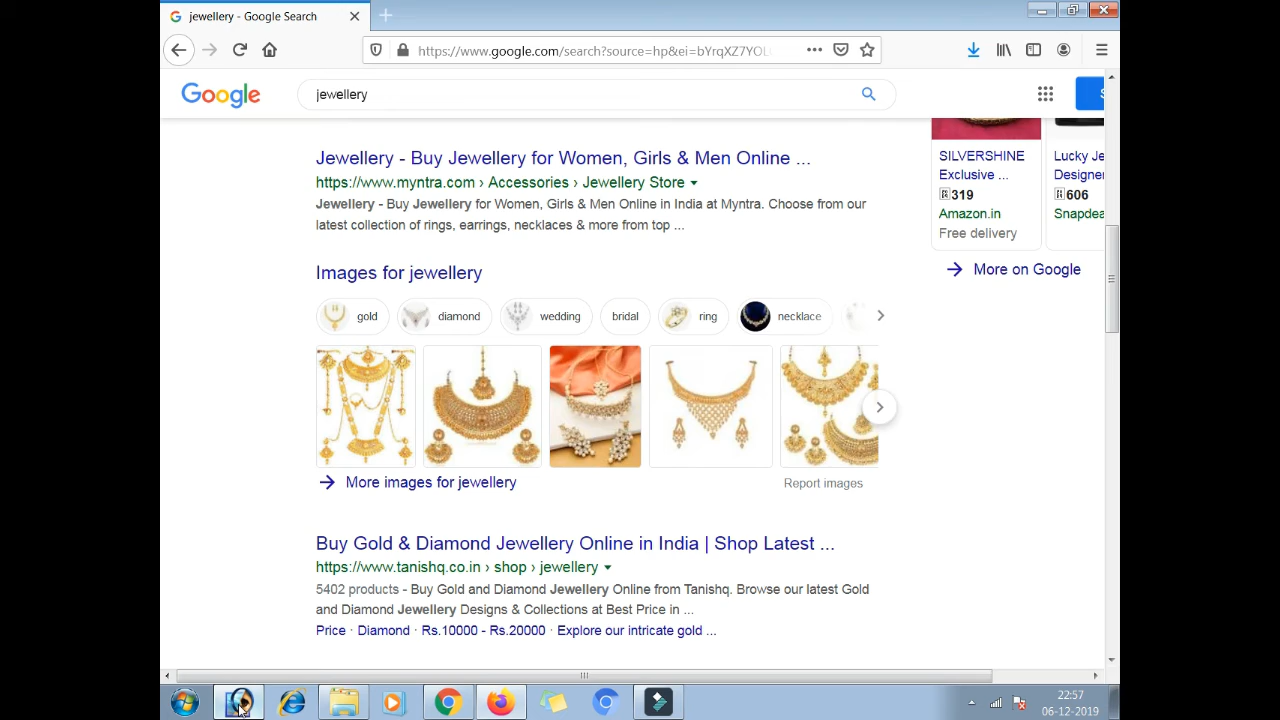 jewellery - Google Search
https://www.google.com/search?source=hp&ei=bYrqXZ7YOL
Google
jewellery
Jewellery - Buy Jewellery for Women, Girls & Men Online ...
https://www.myntra.com › Accessories › Jewellery Store
Jewellery - Buy Jewellery for Women, Girls & Men Online in India at Myntra. Choose from our
latest collection of rings, earrings, necklaces & more from top ...
Images for jewellery
gold
diamond
wedding
bridal
ring
necklace
More images for jewellery
Report images
Buy Gold & Diamond Jewellery Online in India | Shop Latest ...
https://www.tanishq.co.in › shop › jewellery
5402 products - Buy Gold and Diamond Jewellery Online from Tanishq. Browse our latest Gold
and Diamond Jewellery Designs & Collections at Best Price in ...
Price · Diamond · Rs.10000 - Rs.20000 · Explore our intricate gold ...
SILVERSHINE
Exclusive ...
319
Amazon.in
Free delivery
Lucky Je
Designer
606
Snapdea
More on Google
22:57
06-12-2019